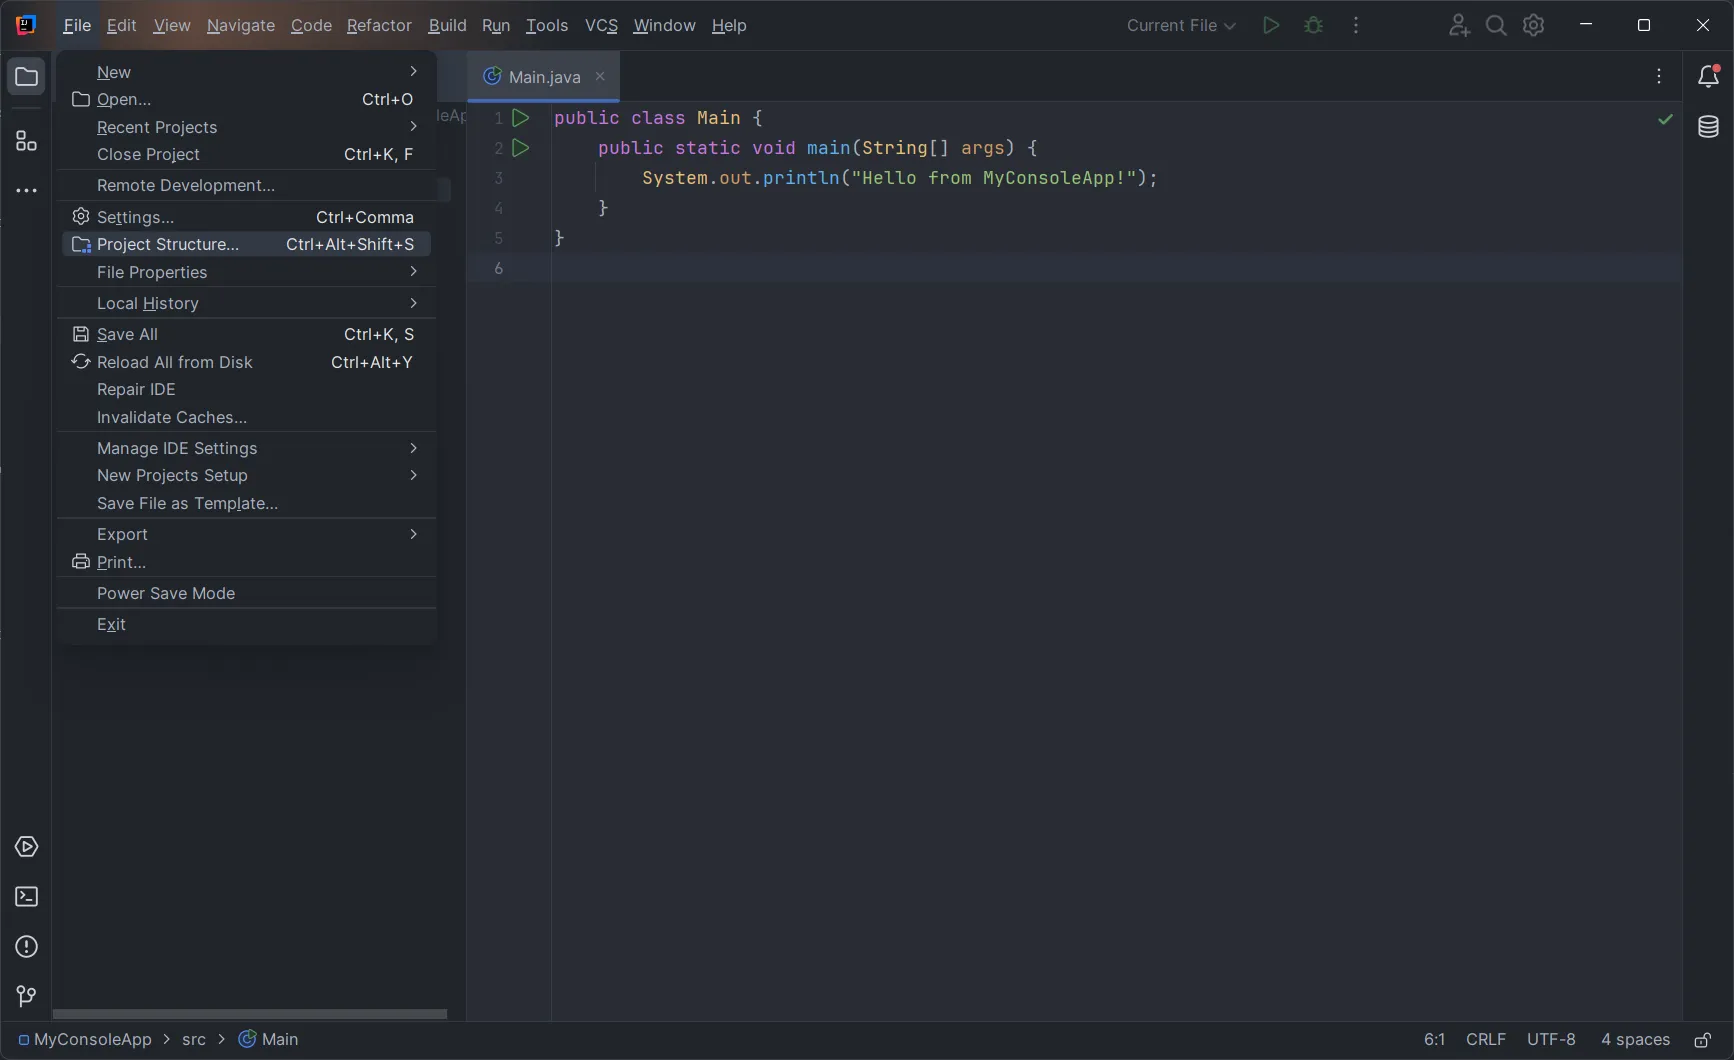 File Edit View Navigate Code Refactor Build Run Tools VCS Window Help Current File
New
Open... Ctrl+O
Recent Projects
Close Project Ctrl+K, F
Remote Development...
Settings... Ctrl+Comma
Project Structure... Ctrl+Alt+Shift+S
File Properties
Local History
Save All Ctrl+K, S
Reload All from Disk Ctrl+Alt+Y
Repair IDE
Invalidate Caches...
Manage IDE Settings
New Projects Setup
Save File as Template...
Export
Print...
Power Save Mode
Exit
Main.java
1 public class Main {
2 public static void main(String[] args) {
3 System.out.println("Hello from MyConsoleApp!");
4 }
5 }
6
MyConsoleApp > src > Main 6:1 CRLF UTF-8 4 spaces